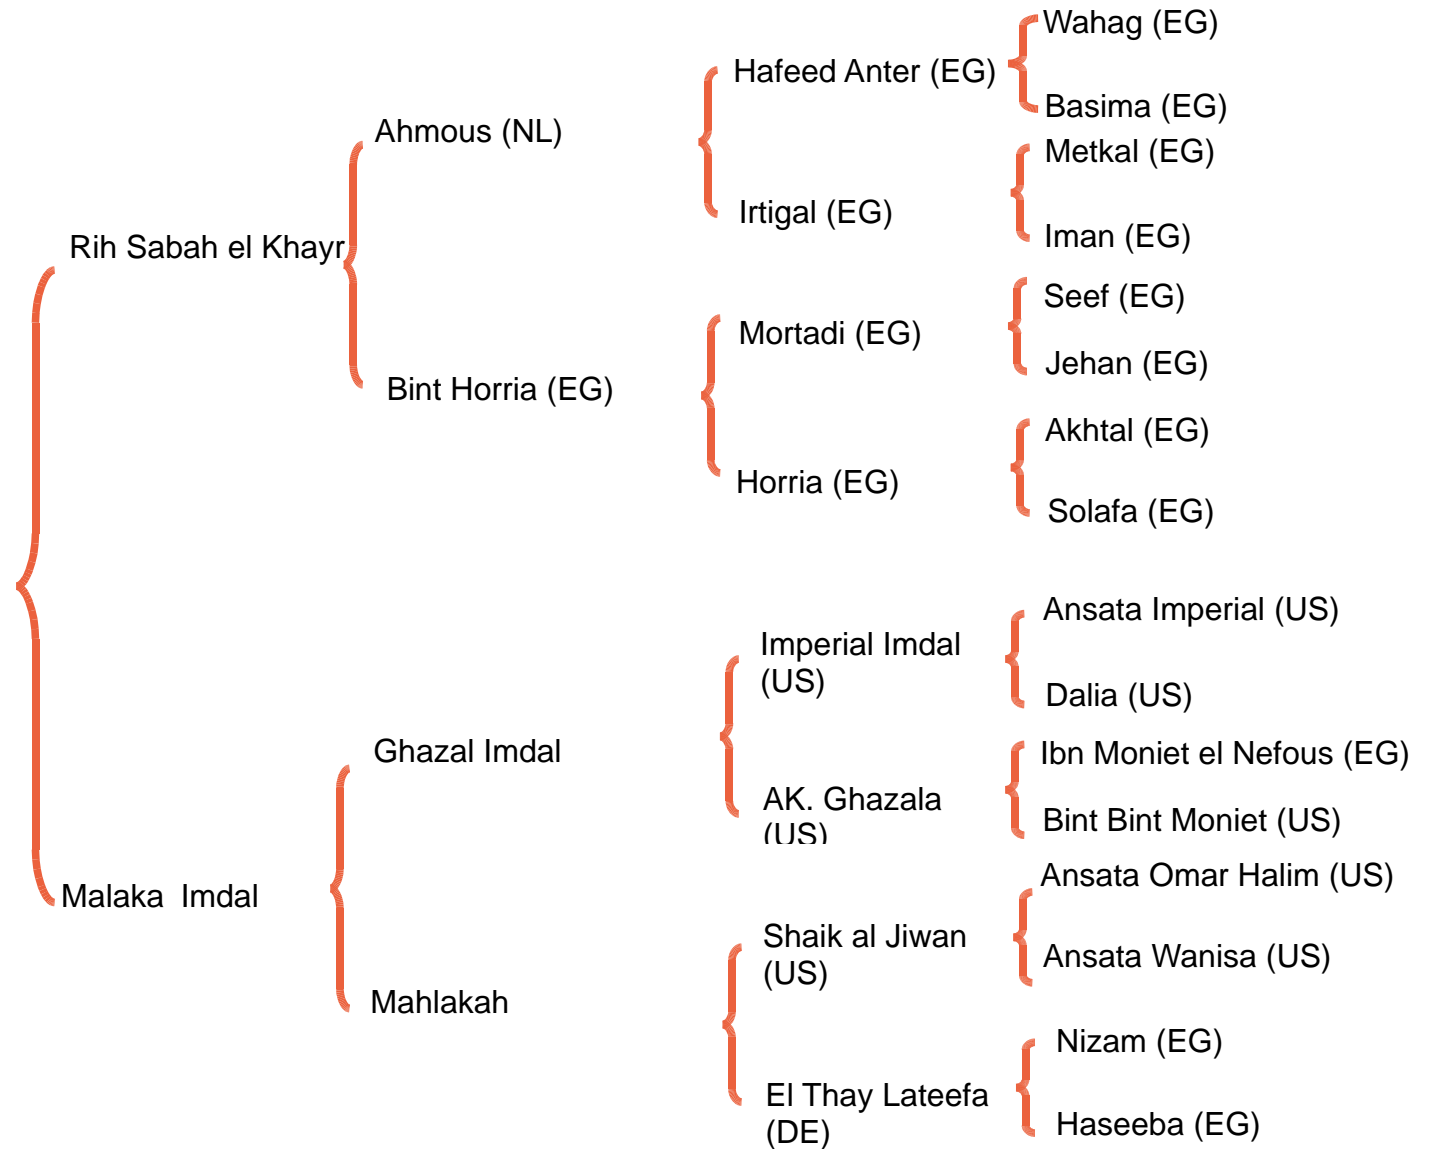 Wahag (EG)
Hafeed Anter (EG)
Basima (EG)
Ahmous (NL)
Metkal (EG)
Irtigal (EG)
Iman (EG)
Rih Sabah el Khayr
Seef (EG)
Mortadi (EG)
Jehan (EG)
Bint Horria (EG)
Akhtal (EG)
Horria (EG)
Solafa (EG)
Ansata Imperial (US)
Imperial Imdal
(US)
Dalia (US)
Ghazal Imdal
Ibn Moniet el Nefous (EG)
AK. Ghazala
(US)
Bint Bint Moniet (US)
Malaka  Imdal
Ansata Omar Halim (US)
Shaik al Jiwan
(US)
Ansata Wanisa (US)
Mahlakah
Nizam (EG)
El Thay Lateefa
(DE)
Haseeba (EG)